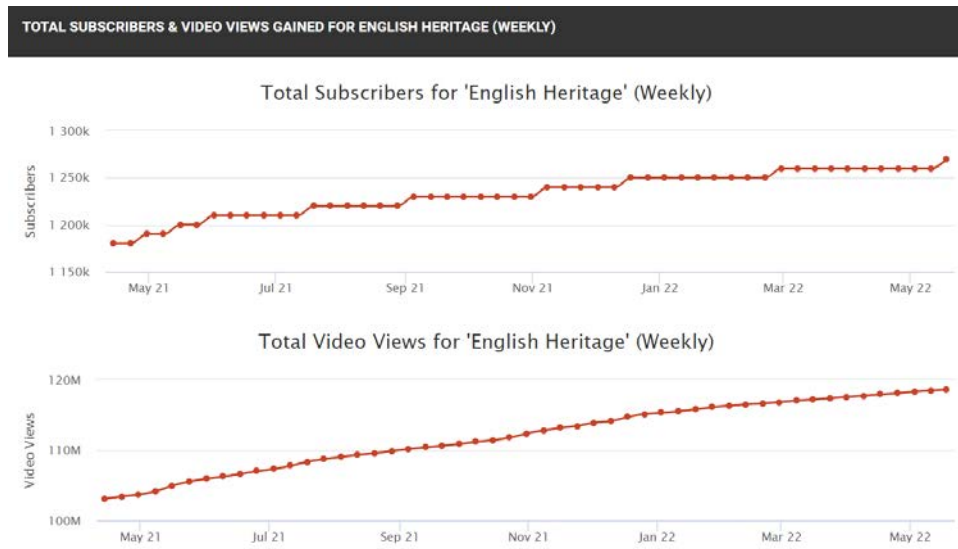 TOTAL SUBSCRIBERS & VIDEO VIEWS GAINED FOR ENGLISH HERITAGE (WEEKLY)
Total Subscribers for 'English Heritage' (Weekly)
1 300k
1 250k
1 200k
1 150k
Subscribers
May 21 Jul 21 Sep 21 Nov 21 Jan 22 Mar 22 May 22
Total Video Views for 'English Heritage' (Weekly)
120M
110M
100M
Video Views
May 21 Jul 21 Sep 21 Nov 21 Jan 22 Mar 22 May 22